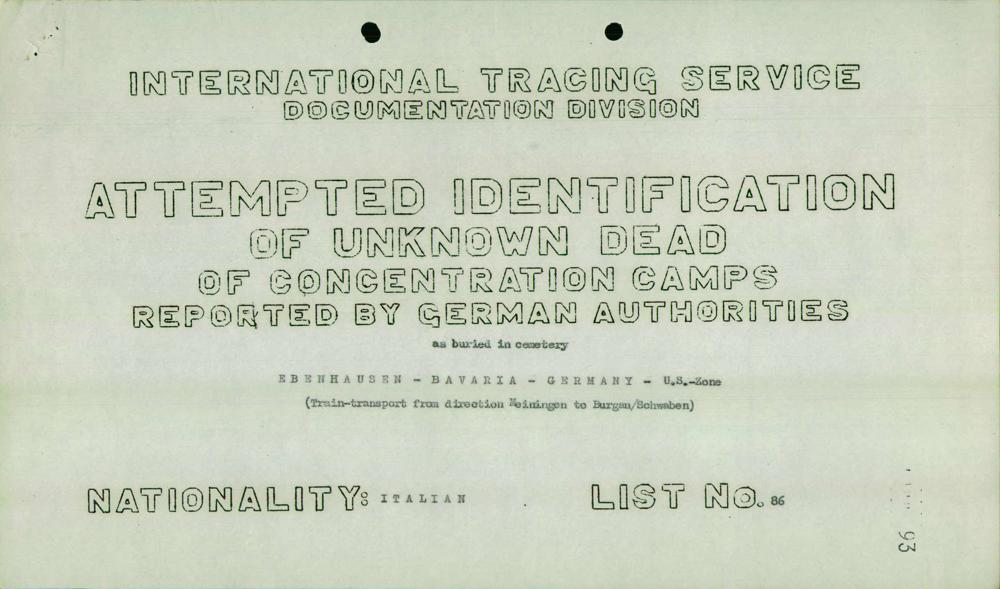 INTERNATIONAL TRACING SERVICE
DOCUMENTATION DIVISION
ATTEMPTED IDENTIFICATION
OF UNKNOWN DEAD
OF CONCENTRATION CAMPS
REPORTED BY GERMAN AUTHORITIES
as buried in cemetery
EBENHAUSEN - BAVARIA - GERMANY - U.S.-Zone
(Train-transport from direction Meiningen to Burgau/Schwaben)
NATIONALITY: ITALIAN LIST No. 86
93